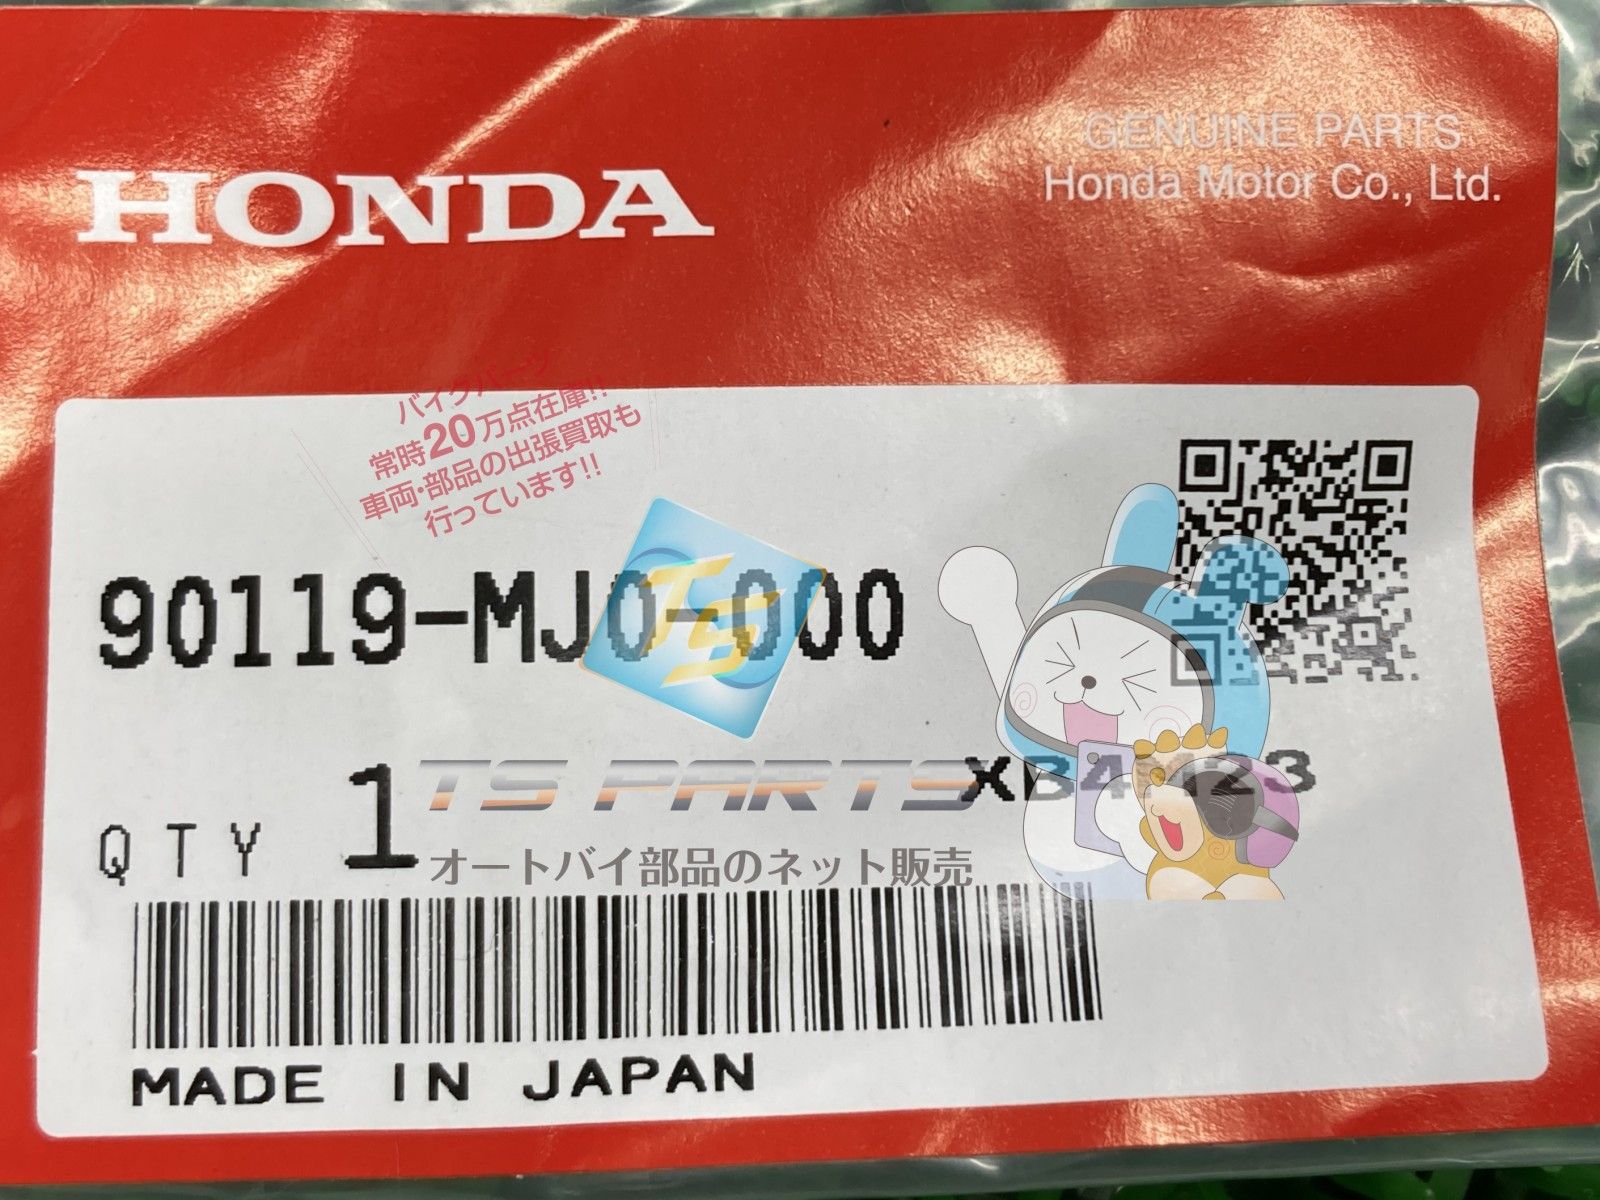 HONDA
GENUINE PARTS
Honda Motor Co., Ltd.
バイクパーツ
常時20万点在庫!!
車両・部品の出張買取も
行っています!!
90119-MJ0-000
TS
QTY 1
TS PARTS
オートバイ部品のネット販売
MADE IN JAPAN